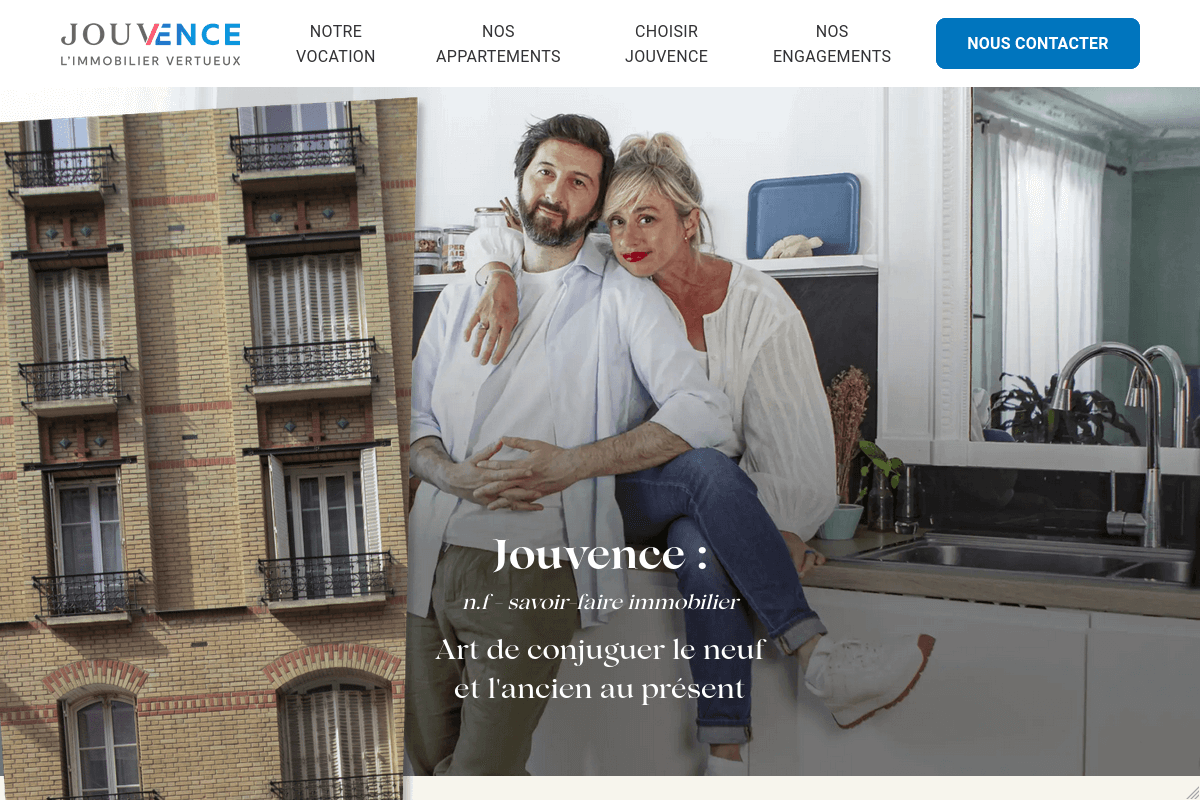 JOUVENCE
L'IMMOBILIER VERTUEUX
NOTRE
VOCATION
NOS
APPARTEMENTS
CHOISIR
JOUVENCE
NOS
ENGAGEMENTS
NOUS CONTACTER
Jouvence :
n.f - savoir-faire immobilier
Art de conjuguer le neuf
et l'ancien au présent